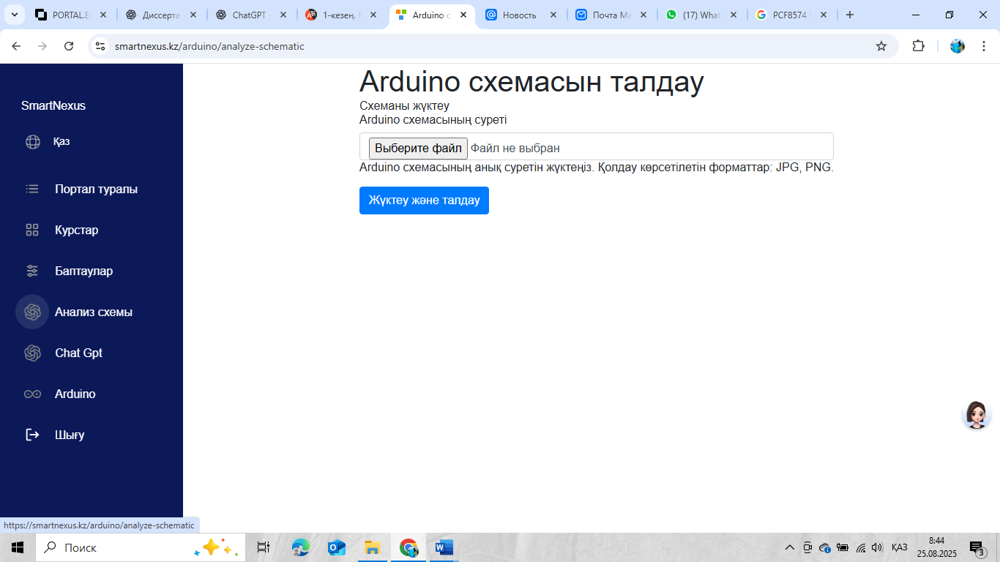 PORTAL.E
Диссерта
ChatGPT
1-кезең.
Arduino с
Новость
Почта Ma
(17) What
PCF8574
smartnexus.kz/arduino/analyze-schematic
SmartNexus
Қаз
Портал туралы
Курстар
Баптаулар
Анализ схемы
Chat Gpt
Arduino
Шығу
Arduino схемасын талдау
Схеманы жүктеу
Arduino схемасының суреті
Выберите файл Файл не выбран
Arduino схемасының анық суретін жүктеңіз. Қолдау көрсетілетін форматтар: JPG, PNG.
Жүктеу және талдау
https://smartnexus.kz/arduino/analyze-schematic
Поиск
ҚАЗ
8:44
25.08.2025
3